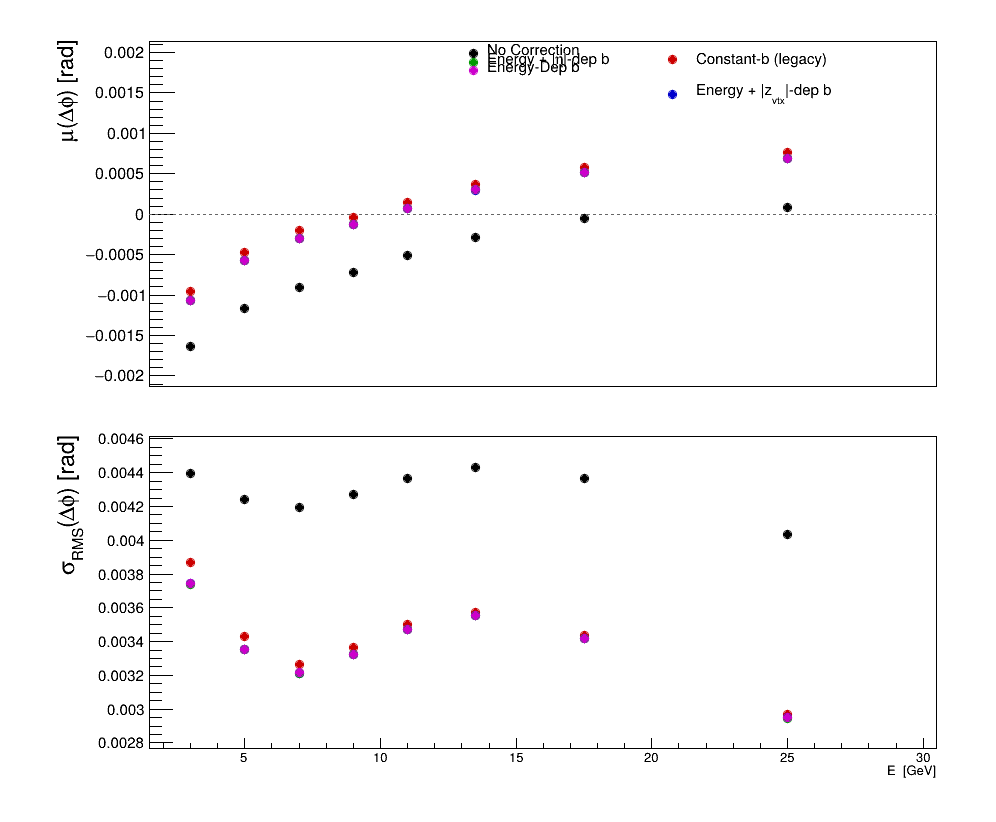 μ(Δϕ) [rad]
0.002
0.0015
0.001
0.0005
0
−0.0005
−0.001
−0.0015
−0.002
No Correction
Energy + |η|-dep b
Energy-Dep b
Constant-b (legacy)
Energy + |z_vtx|-dep b
σ_RMS(Δϕ) [rad]
0.0046
0.0044
0.0042
0.004
0.0038
0.0036
0.0034
0.0032
0.003
0.0028
5 10 15 20 25 30
E [GeV]